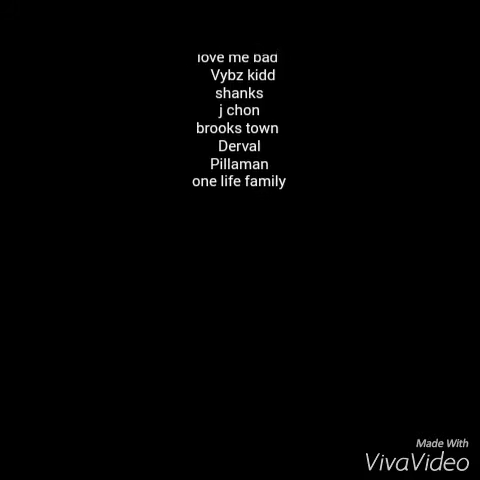 love me bad
Vybz kidd
shanks
j chon
brooks town
Derval
Pillaman
one life family
Made With
VivaVideo